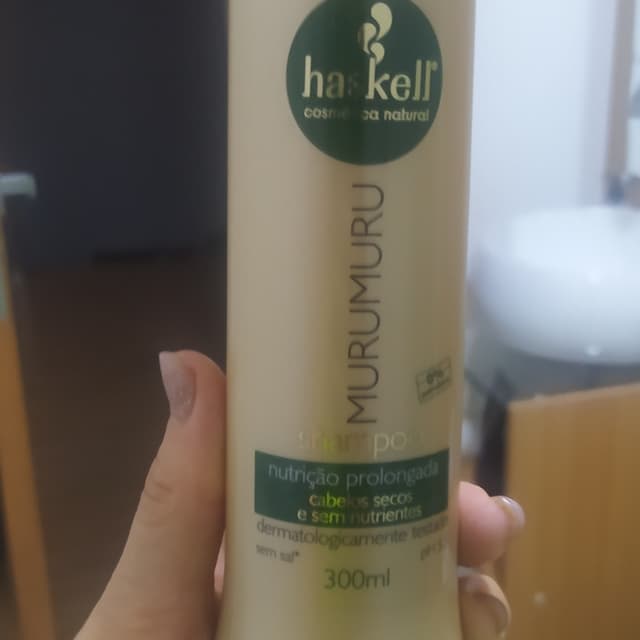 haskell
cosmética natural
MURUMURU
shampoo
nutrição prolongada
cabelos secos
e sem nutrientes
dermatologicamente testado
sem sal*
300ml